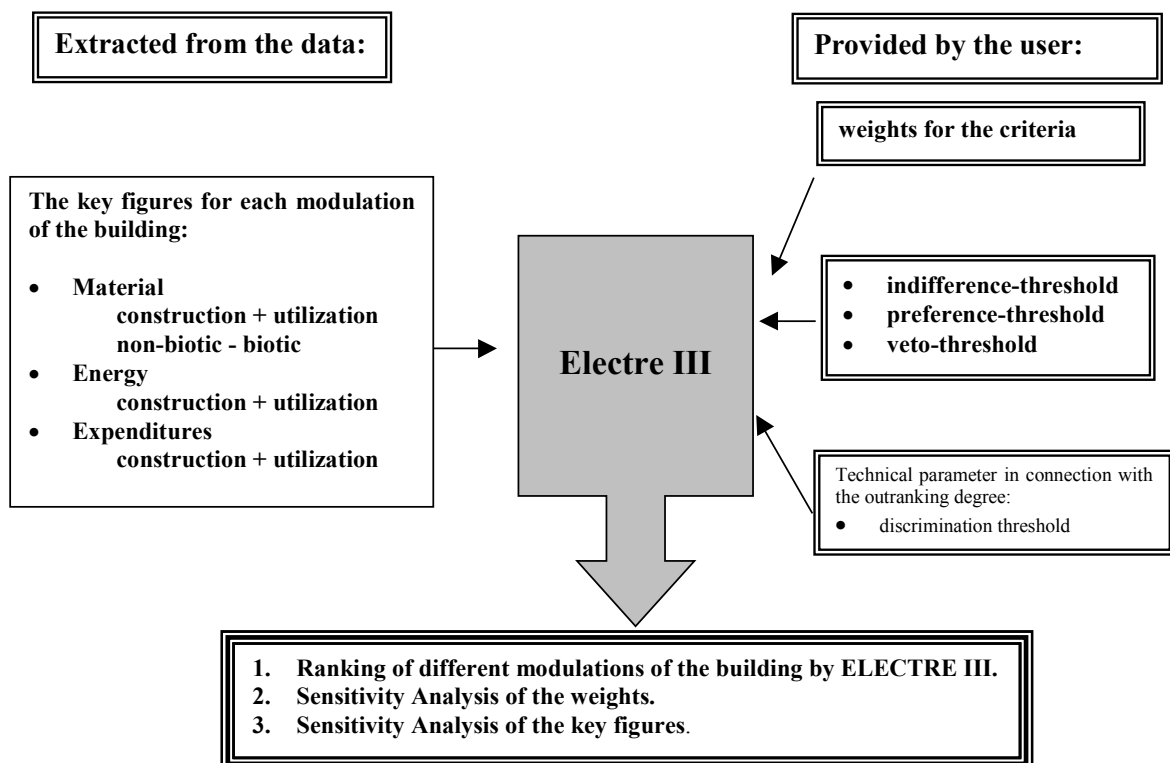 Extracted from the data:
Provided by the user:
weights for the criteria
The key figures for each modulation
of the building:
• Material
construction + utilization
non-biotic - biotic
• Energy
construction + utilization
• Expenditures
construction + utilization
Electre III
• indifference-threshold
• preference-threshold
• veto-threshold
Technical parameter in connection with
the outranking degree:
• discrimination threshold
1. Ranking of different modulations of the building by ELECTRE III.
2. Sensitivity Analysis of the weights.
3. Sensitivity Analysis of the key figures.